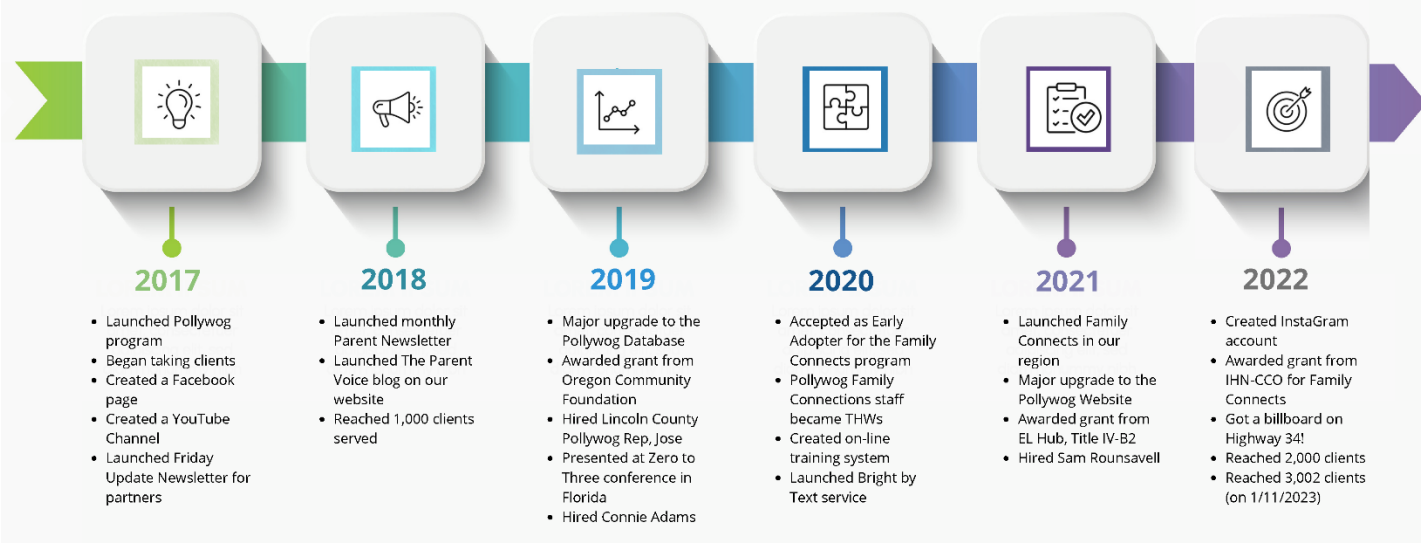 2017
• Launched Pollywog
program
• Began taking clients
• Created a Facebook
page
• Created a YouTube
Channel
• Launched Friday
Update Newsletter for
partners
2018
• Launched monthly
Parent Newsletter
• Launched The Parent
Voice blog on our
website
• Reached 1,000 clients
served
2019
• Major upgrade to the
Pollywog Database
• Awarded grant from
Oregon Community
Foundation
• Hired Lincoln County
Pollywog Rep, Jose
• Presented at Zero to
Three conference in
Florida
• Hired Connie Adams
2020
• Accepted as Early
Adopter for the Family
Connects program
• Pollywog Family
Connections staff
became THWs
• Created on-line
training system
• Launched Bright by
Text service
2021
• Launched Family
Connects in our
region
• Major upgrade to the
Pollywog Website
• Awarded grant from
EL Hub, Title IV-B2
• Hired Sam Rounsavell
2022
• Created InstaGram
account
• Awarded grant from
IHN-CCO for Family
Connects
• Got a billboard on
Highway 34!
• Reached 2,000 clients
• Reached 3,002 clients
(on 1/11/2023)